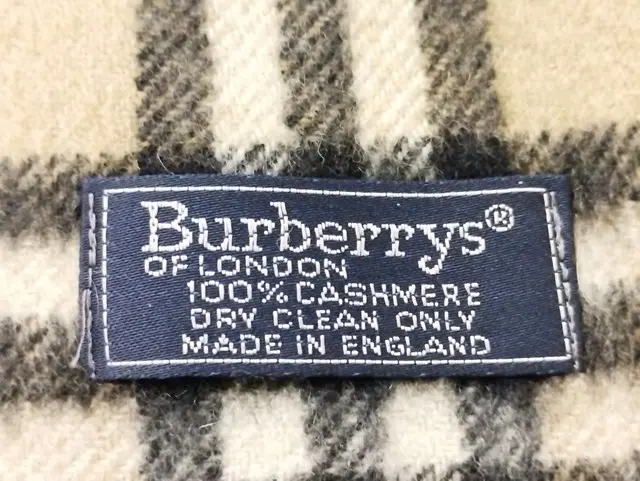 Burberrys®
OF LONDON
100% CASHMERE
DRY CLEAN ONLY
MADE IN ENGLAND